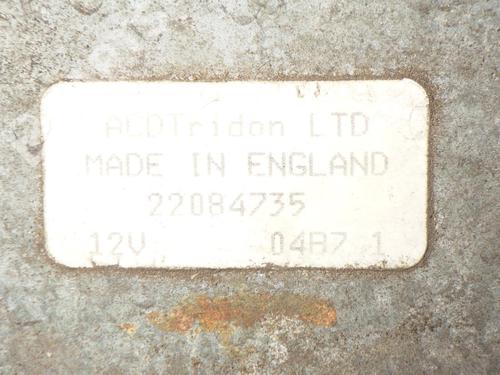 ACDTridon LTD
MADE IN ENGLAND
22084735
12V 04B7 1